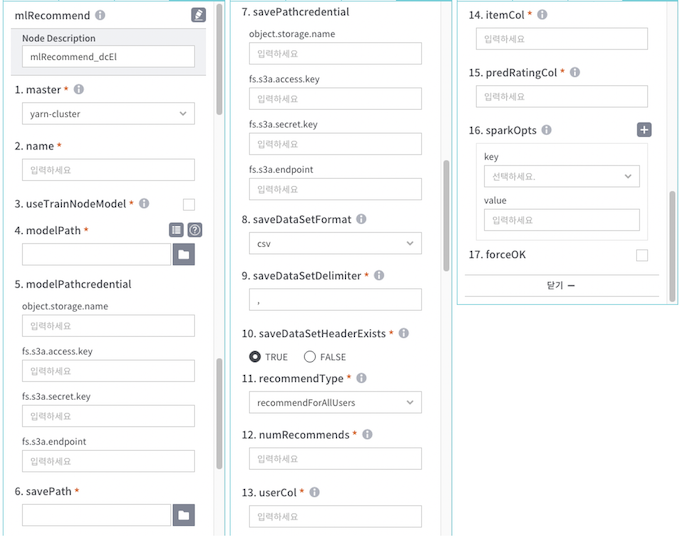 mlRecommend
Node Description
mlRecommend_dcEl
1. master *
yarn-cluster
2. name *
입력하세요
3. useTrainNodeModel *
4. modelPath *
5. modelPathcredential
object.storage.name
입력하세요
fs.s3a.access.key
입력하세요
fs.s3a.secret.key
입력하세요
fs.s3a.endpoint
입력하세요
6. savePath *
7. savePathcredential
object.storage.name
입력하세요
fs.s3a.access.key
입력하세요
fs.s3a.secret.key
입력하세요
fs.s3a.endpoint
입력하세요
8. saveDataSetFormat
csv
9. saveDataSetDelimiter *
,
10. saveDataSetHeaderExists *
TRUE FALSE
11. recommendType *
recommendForAllUsers
12. numRecommends *
입력하세요
13. userCol *
입력하세요
14. itemCol *
입력하세요
15. predRatingCol *
입력하세요
16. sparkOpts
key
선택하세요.
value
입력하세요
17. forceOK
닫기